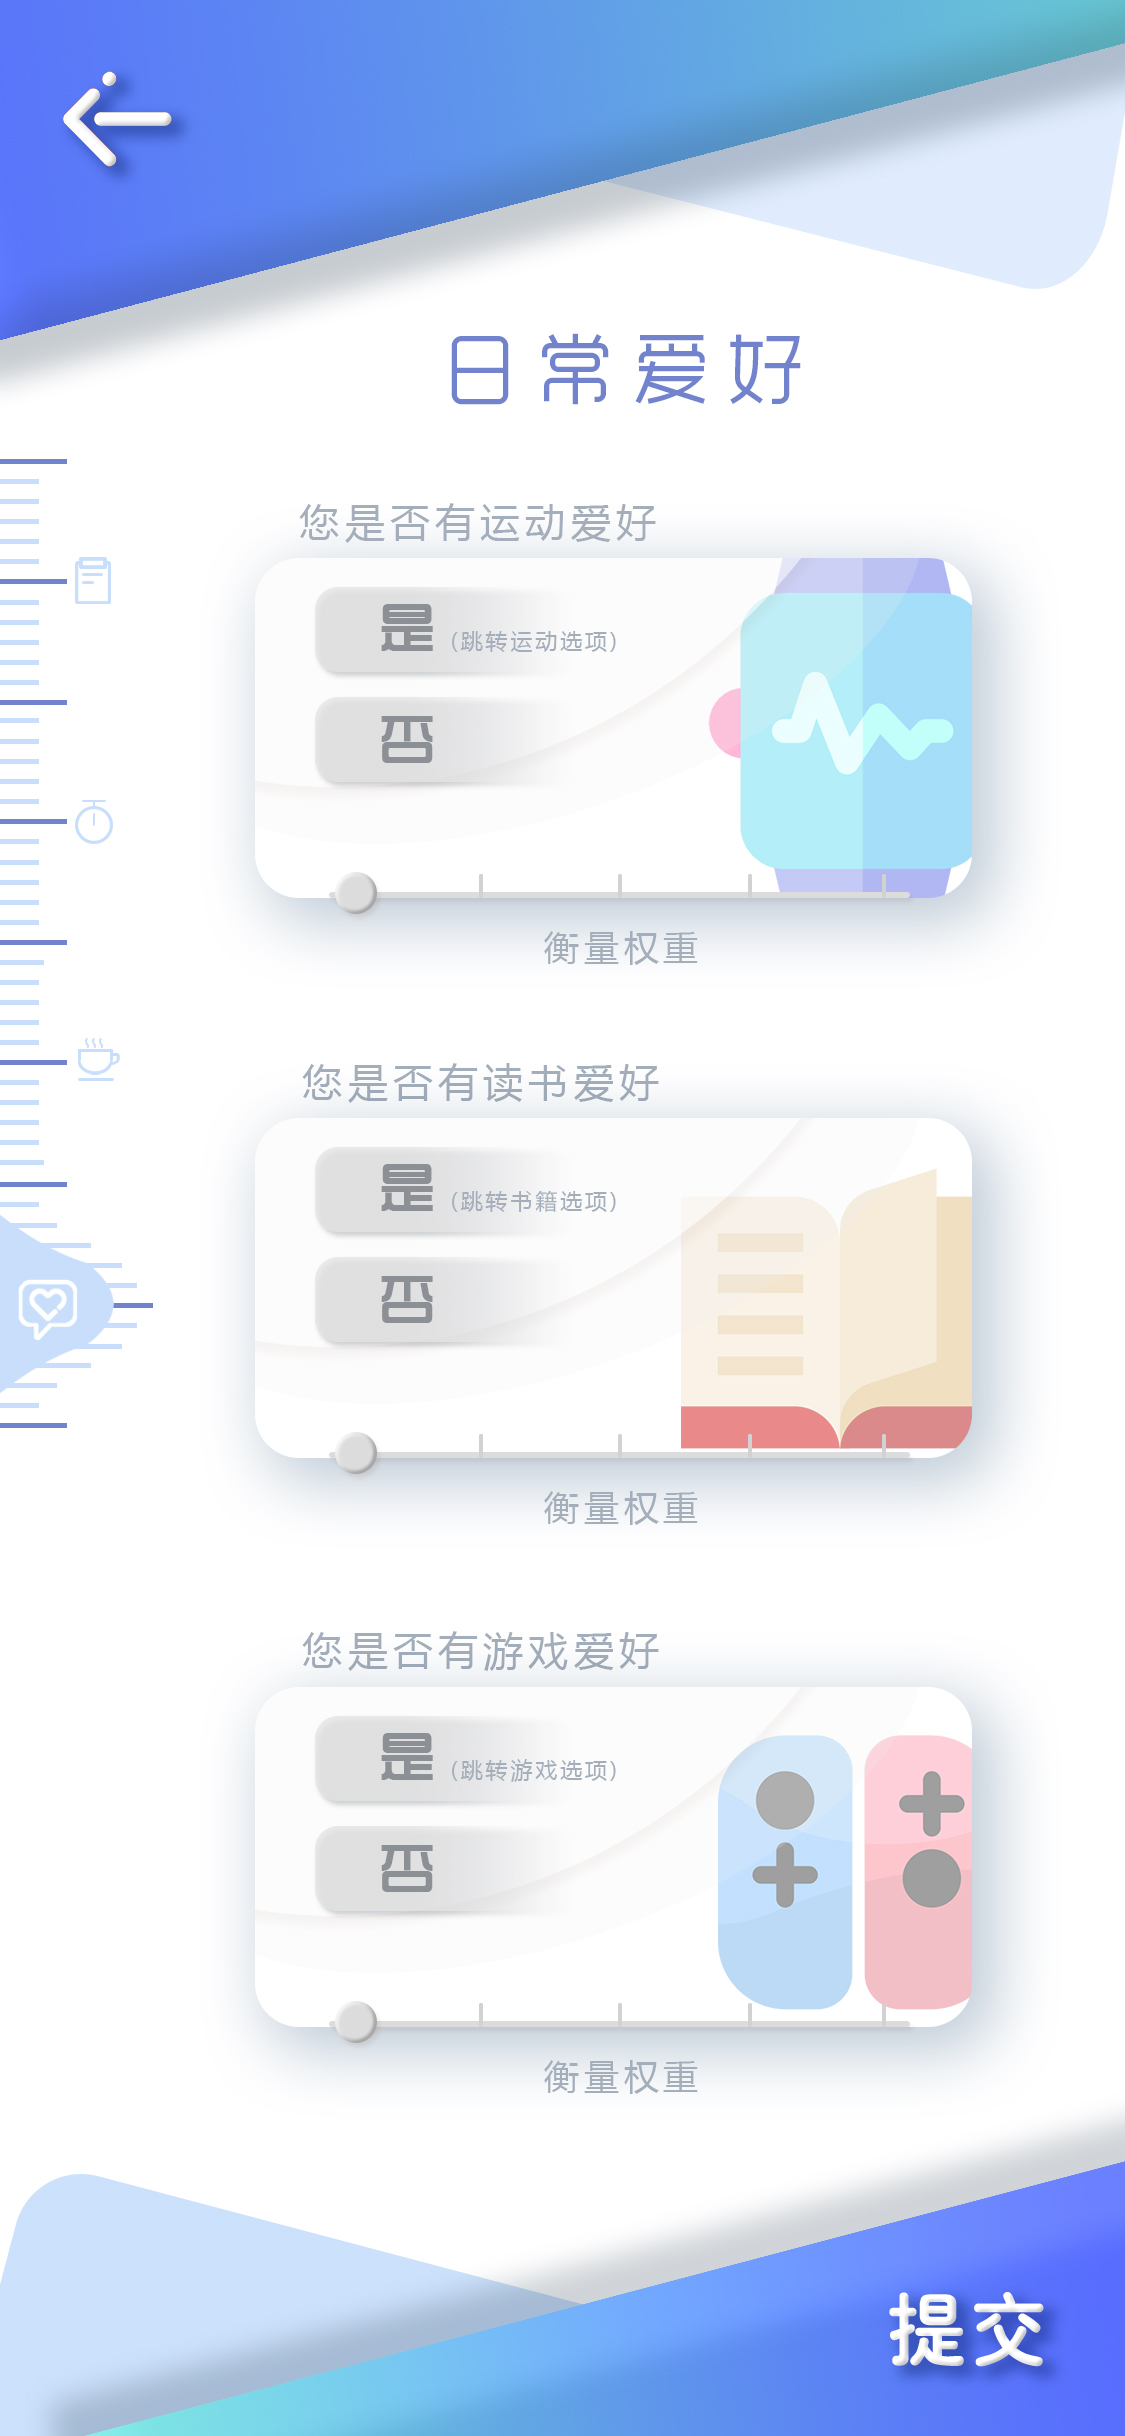 日常爱好
您是否有运动爱好
是（跳转运动选项）
否
衡量权重
您是否有读书爱好
是（跳转书籍选项）
否
衡量权重
您是否有游戏爱好
是（跳转游戏选项）
否
衡量权重
提交